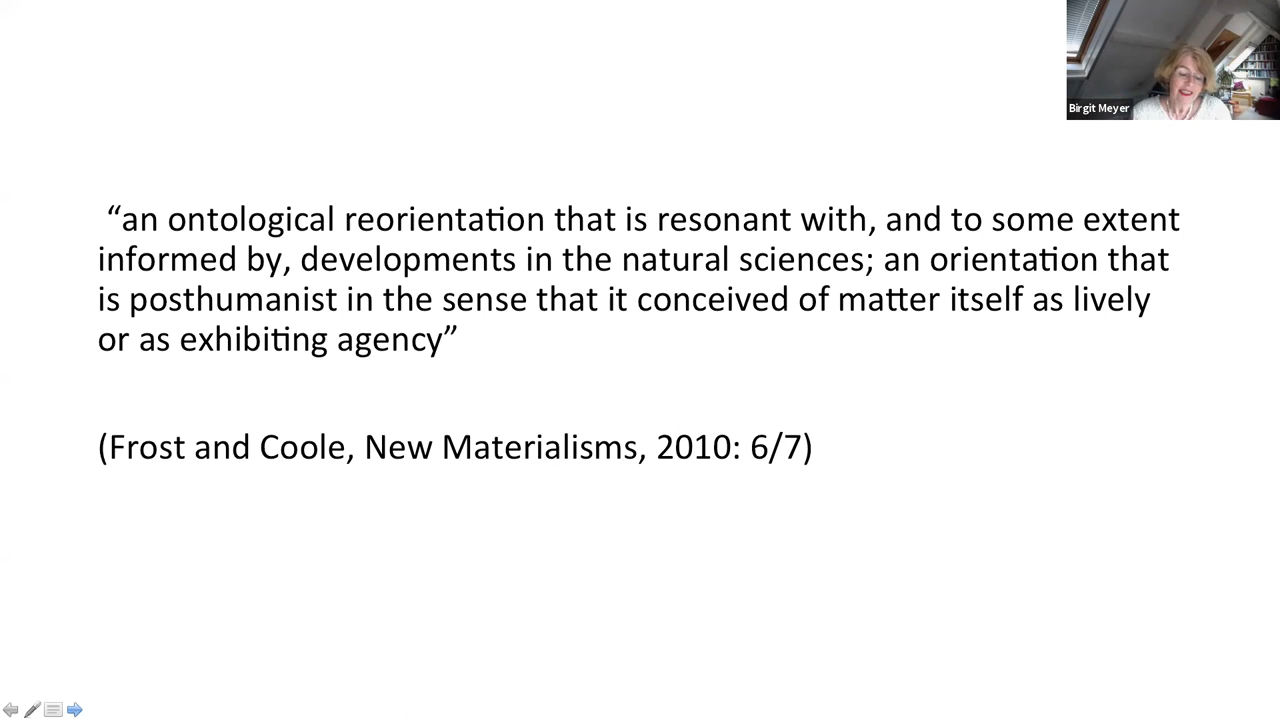 Birgit Meyer
“an ontological reorientation that is resonant with, and to some extent
informed by, developments in the natural sciences; an orientation that
is posthumanist in the sense that it conceived of matter itself as lively
or as exhibiting agency”
(Frost and Coole, New Materialisms, 2010: 6/7)